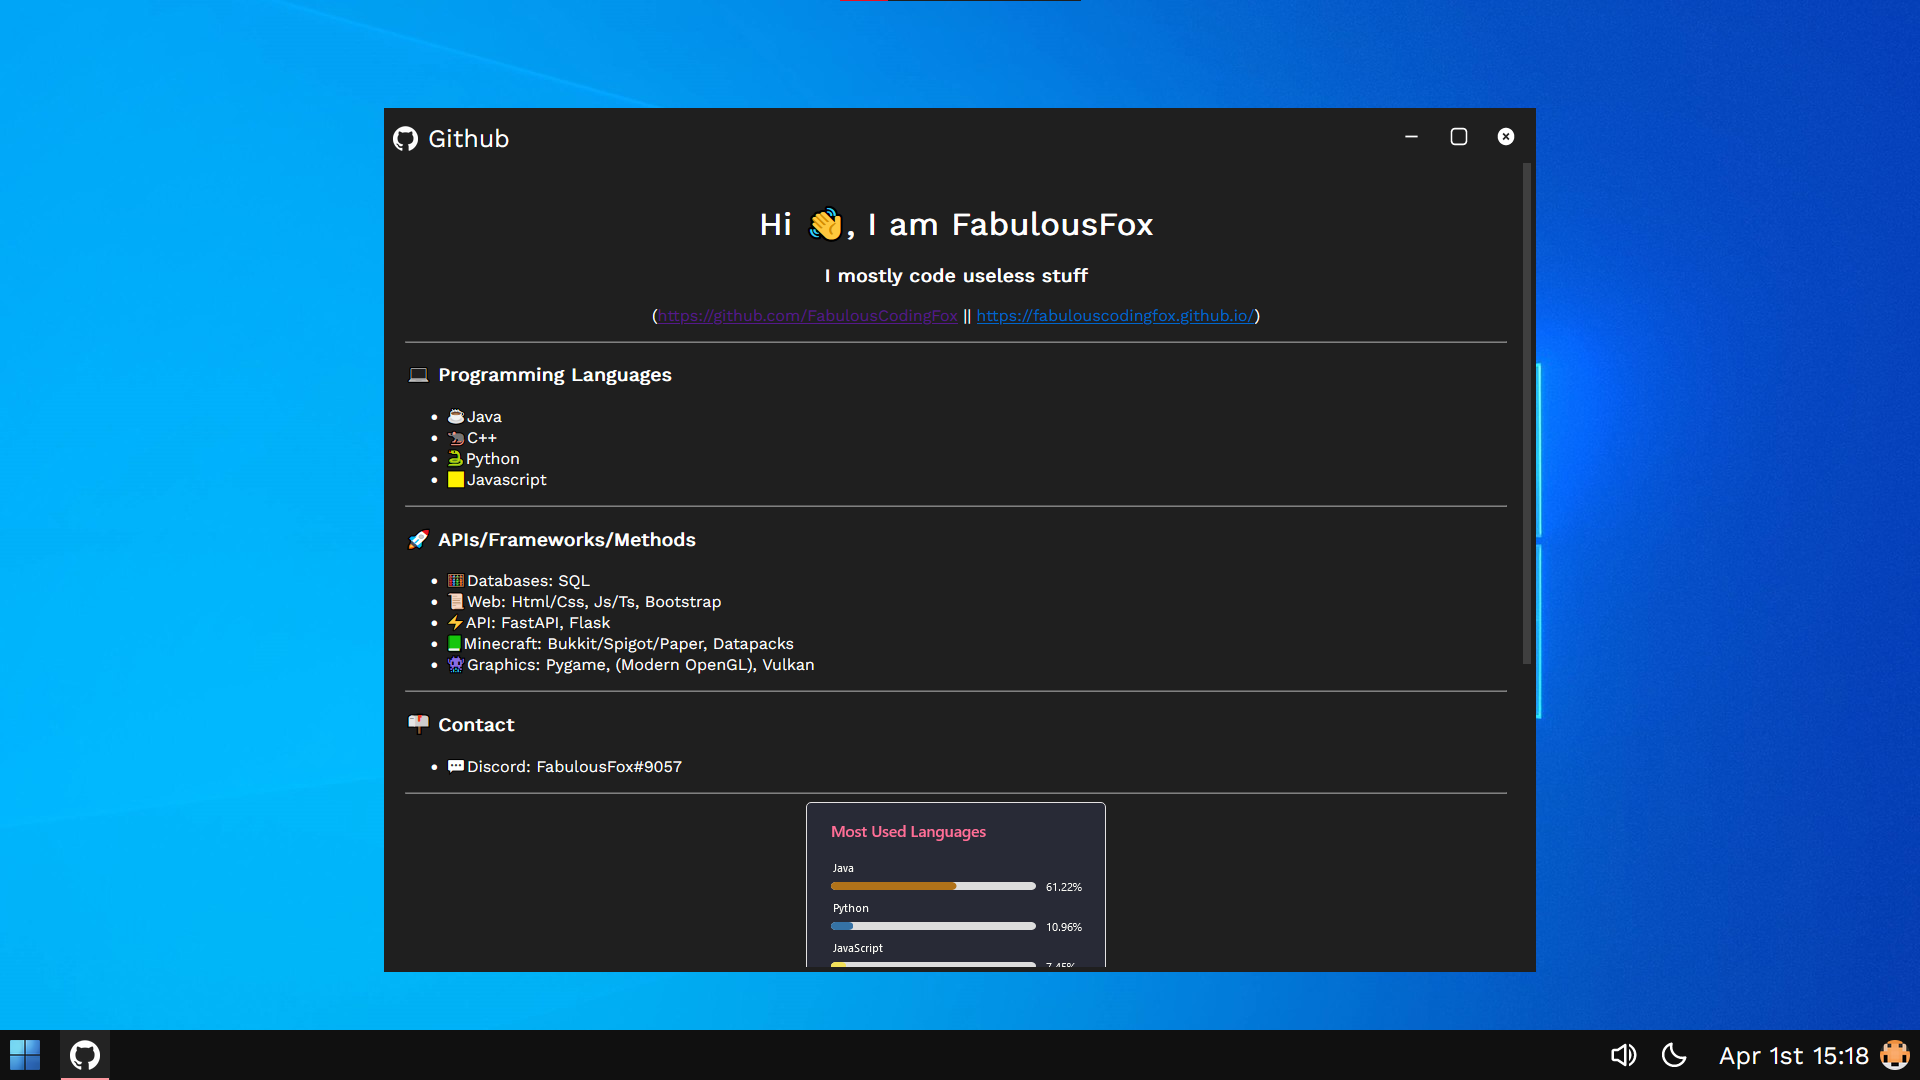 Github
Hi 👋, I am FabulousFox
I mostly code useless stuff
(https://github.com/FabulousCodingFox || https://fabulouscodingfox.github.io/)
Programming Languages
Java
C++
Python
Javascript
APIs/Frameworks/Methods
Databases: SQL
Web: Html/Css, Js/Ts, Bootstrap
API: FastAPI, Flask
Minecraft: Bukkit/Spigot/Paper, Datapacks
Graphics: Pygame, (Modern OpenGL), Vulkan
Contact
Discord: FabulousFox#9057
Most Used Languages
Java
61.22%
Python
10.96%
JavaScript
7.45%
Apr 1st 15:18